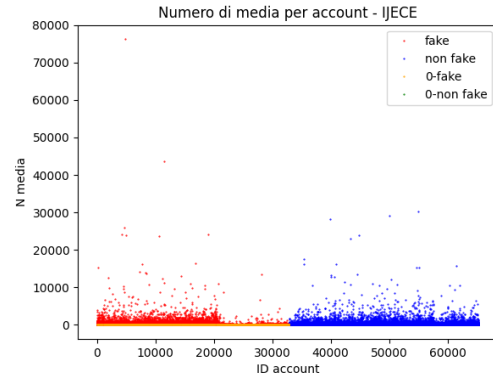 Numero di media per account - IJECE
80000
70000
60000
50000
40000
30000
20000
10000
0
N media
fake
non fake
0-fake
0-non fake
0 10000 20000 30000 40000 50000 60000
ID account